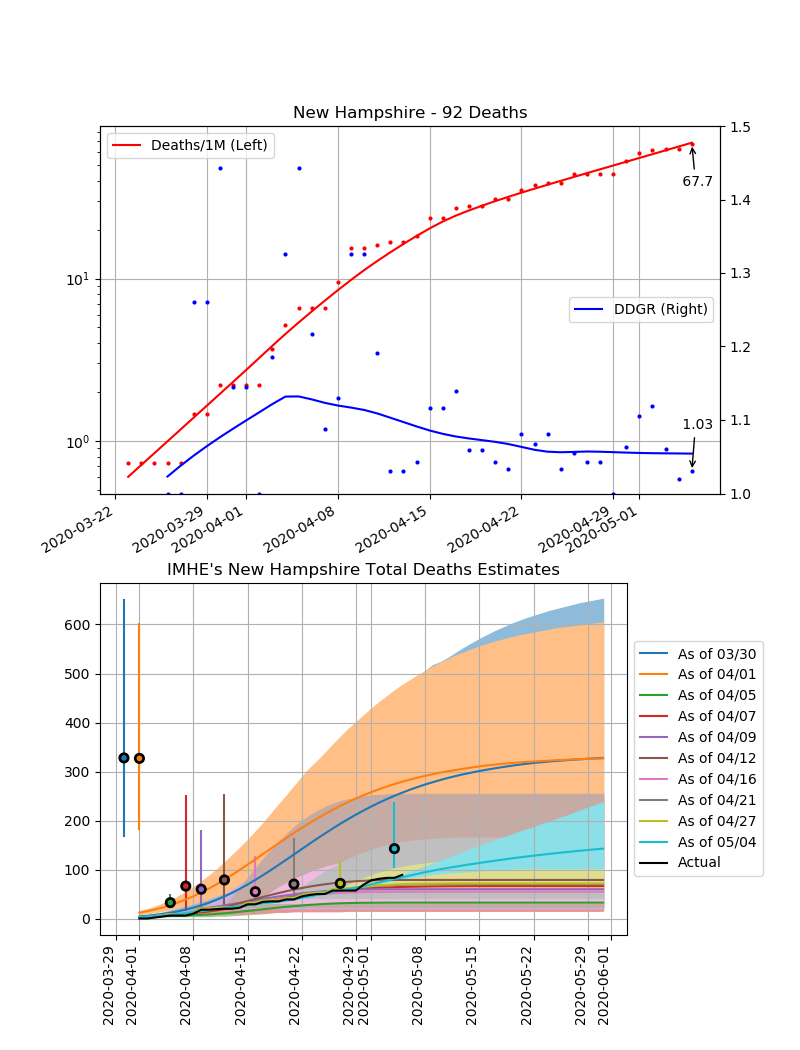 New Hampshire - 92 Deaths
Deaths/1M (Left)
DDGR (Right)
67.7
1.03
10¹
10⁰
1.5
1.4
1.3
1.2
1.1
1.0
2020-03-22
2020-03-29
2020-04-01
2020-04-08
2020-04-15
2020-04-22
2020-04-29
2020-05-01
IMHE's New Hampshire Total Deaths Estimates
600
500
400
300
200
100
0
2020-03-29
2020-04-01
2020-04-08
2020-04-15
2020-04-22
2020-04-29
2020-05-01
2020-05-08
2020-05-15
2020-05-22
2020-05-29
2020-06-01
As of 03/30
As of 04/01
As of 04/05
As of 04/07
As of 04/09
As of 04/12
As of 04/16
As of 04/21
As of 04/27
As of 05/04
Actual